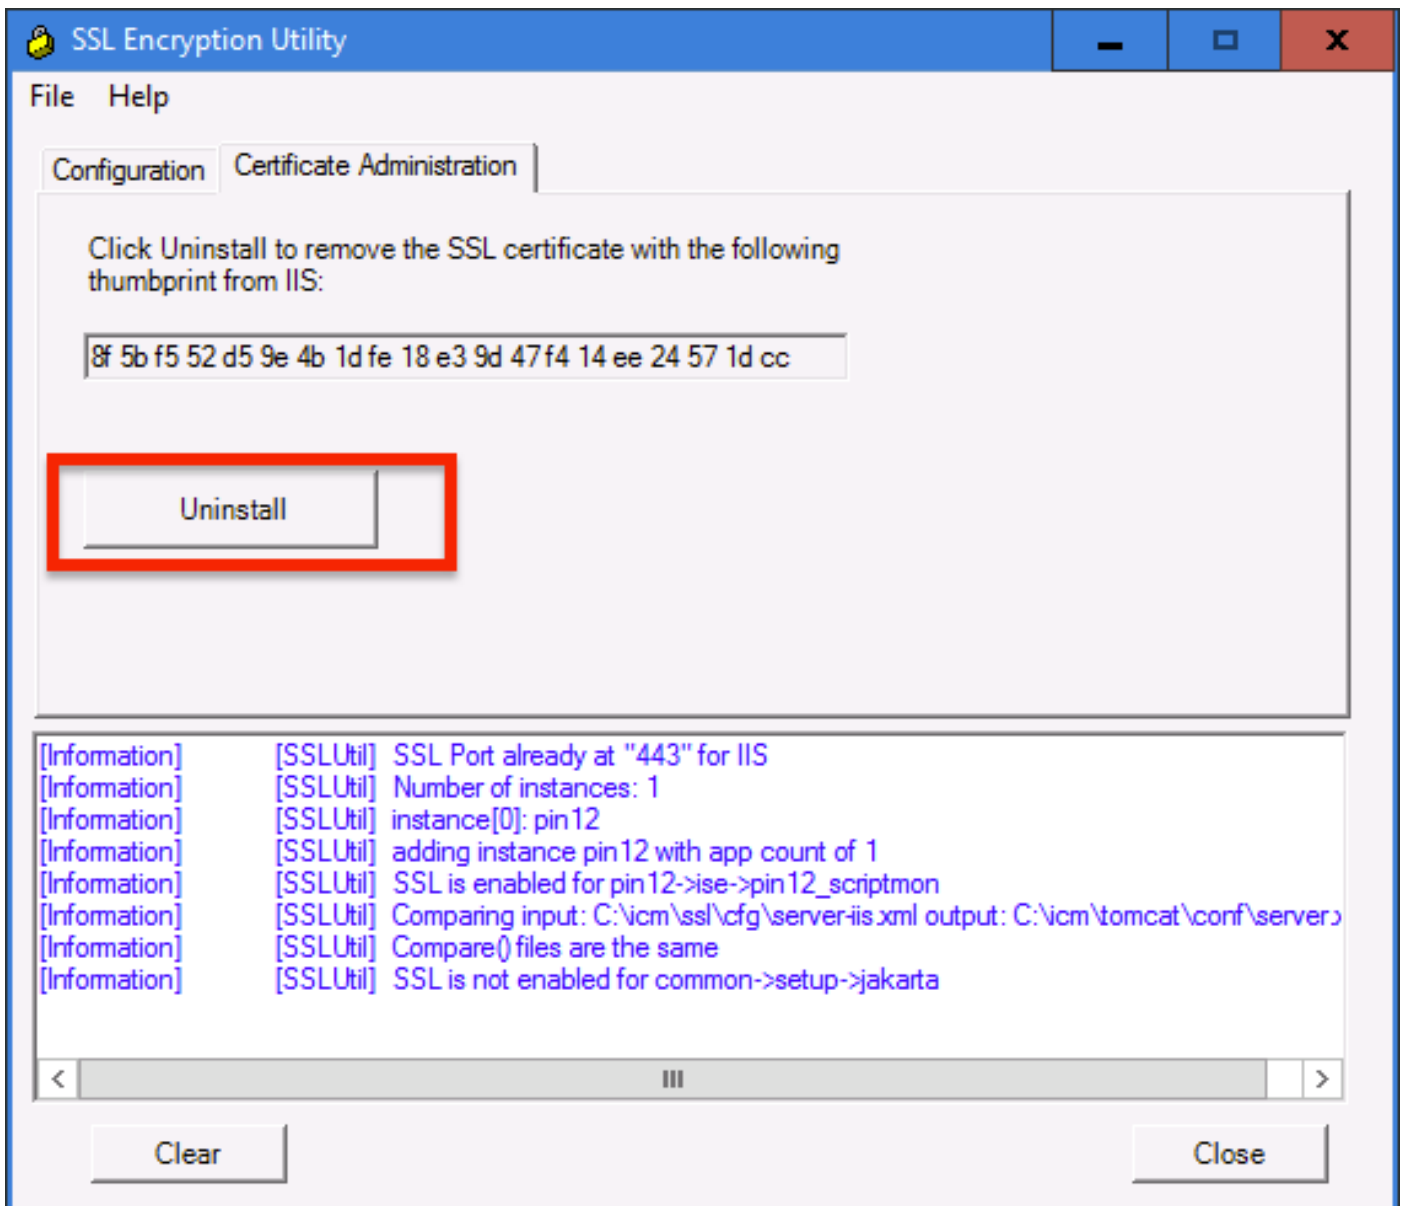 SSL Encryption Utility
File Help
Configuration Certificate Administration
Click Uninstall to remove the SSL certificate with the following
thumbprint from IIS:
8f 5b f5 52 d5 9e 4b 1d fe 18 e3 9d 47 f4 14 ee 24 57 1d cc
Uninstall
[Information] [SSLUtil] SSL Port already at "443" for IIS
[Information] [SSLUtil] Number of instances: 1
[Information] [SSLUtil] instance[0]: pin12
[Information] [SSLUtil] adding instance pin12 with app count of 1
[Information] [SSLUtil] SSL is enabled for pin12->ise->pin12_scriptmon
[Information] [SSLUtil] Comparing input: C:\icm\ssl\cfg\server-iis.xml output: C:\icm\tomcat\conf\server.x
[Information] [SSLUtil] Compare() files are the same
[Information] [SSLUtil] SSL is not enabled for common->setup->jakarta
Clear Close